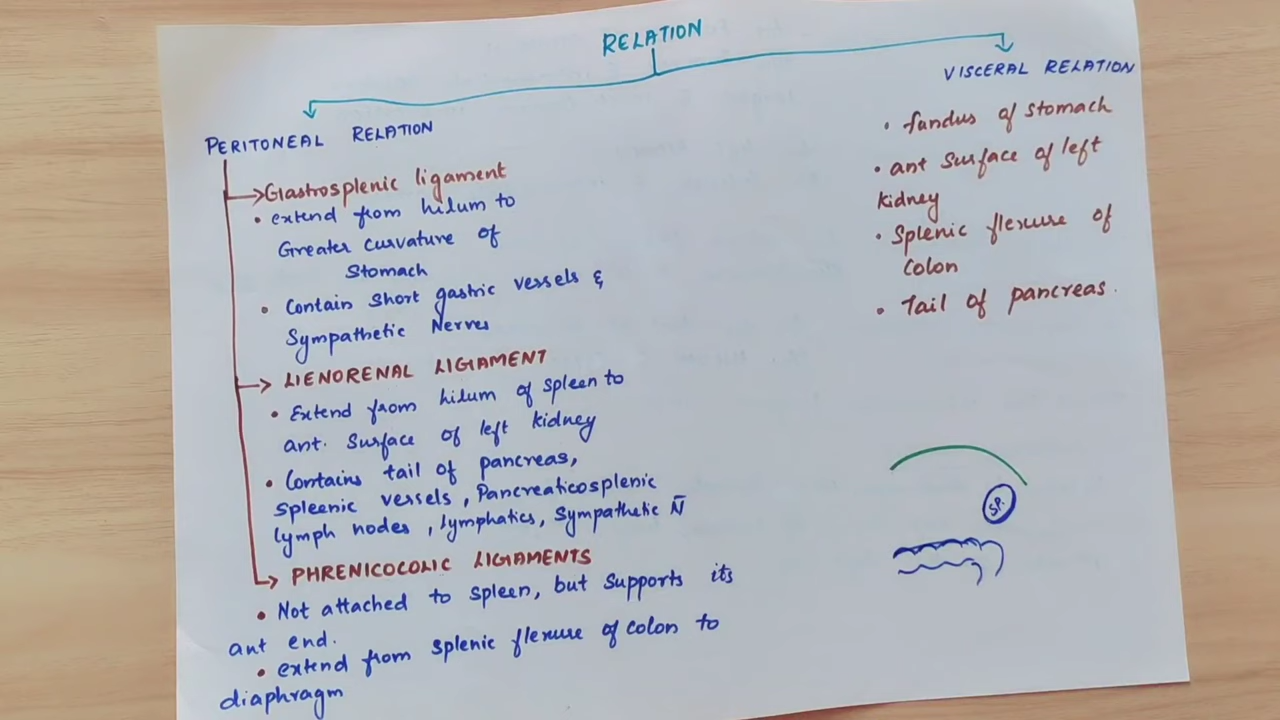 RELATION
PERITONEAL RELATION
Gastrosplenic ligament
• extend from hilum to
Greater curvature of
Stomach
• Contain Short gastric vessels &
Sympathetic Nerves
LIENORENAL LIGAMENT
• Extend from hilum of spleen to
ant. Surface of left kidney
• Contains tail of pancreas,
Spleenic vessels, Pancreaticosplenic
lymph nodes, lymphatics, Sympathetic N̄
PHRENICOCOLIC LIGAMENTS
• Not attached to spleen, but supports its
ant end.
• extend from splenic flexure of colon to
diaphragm
VISCERAL RELATION
• fundus of stomach
• ant surface of left
kidney
• Splenic flexure of
colon
• Tail of pancreas.
SP.